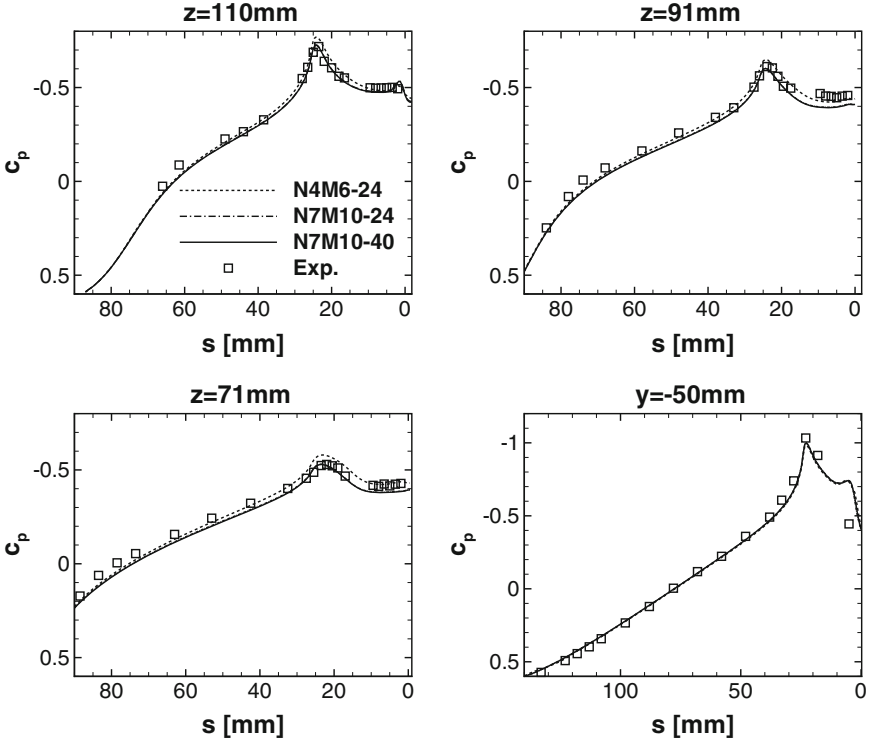 z=110mm
-0.5
0
0.5
c_p
N4M6-24
N7M10-24
N7M10-40
Exp.
80 60 40 20 0
s [mm]
z=91mm
-0.5
0
0.5
c_p
80 60 40 20 0
s [mm]
z=71mm
-0.5
0
0.5
c_p
80 60 40 20 0
s [mm]
y=-50mm
-1
-0.5
0
0.5
c_p
100 50 0
s [mm]